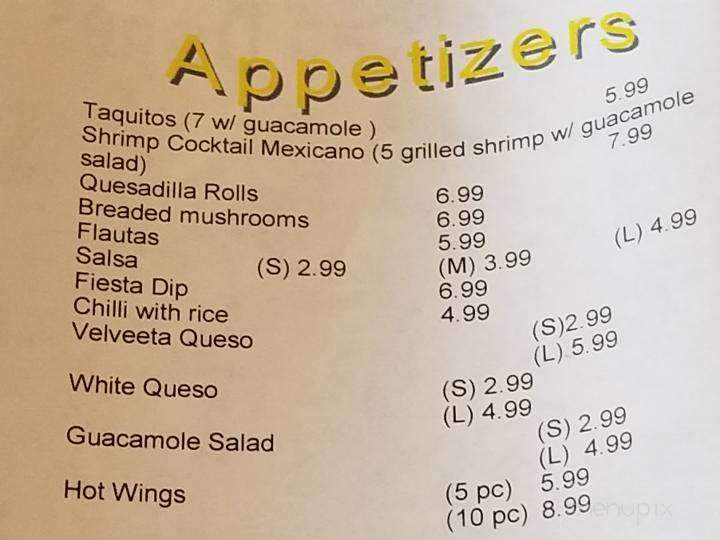 Appetizers
Taquitos (7 w/ guacamole ) 5.99
Shrimp Cocktail Mexicano (5 grilled shrimp w/ guacamole
salad) 7.99
Quesadilla Rolls 6.99
Breaded mushrooms 6.99
Flautas 5.99
Salsa (S) 2.99 (M) 3.99 (L) 4.99
Fiesta Dip 6.99
Chilli with rice 4.99
Velveeta Queso (S)2.99
(L) 5.99
White Queso (S) 2.99
(L) 4.99
Guacamole Salad (S) 2.99
(L) 4.99
Hot Wings (5 pc) 5.99
(10 pc) 8.99
menupix